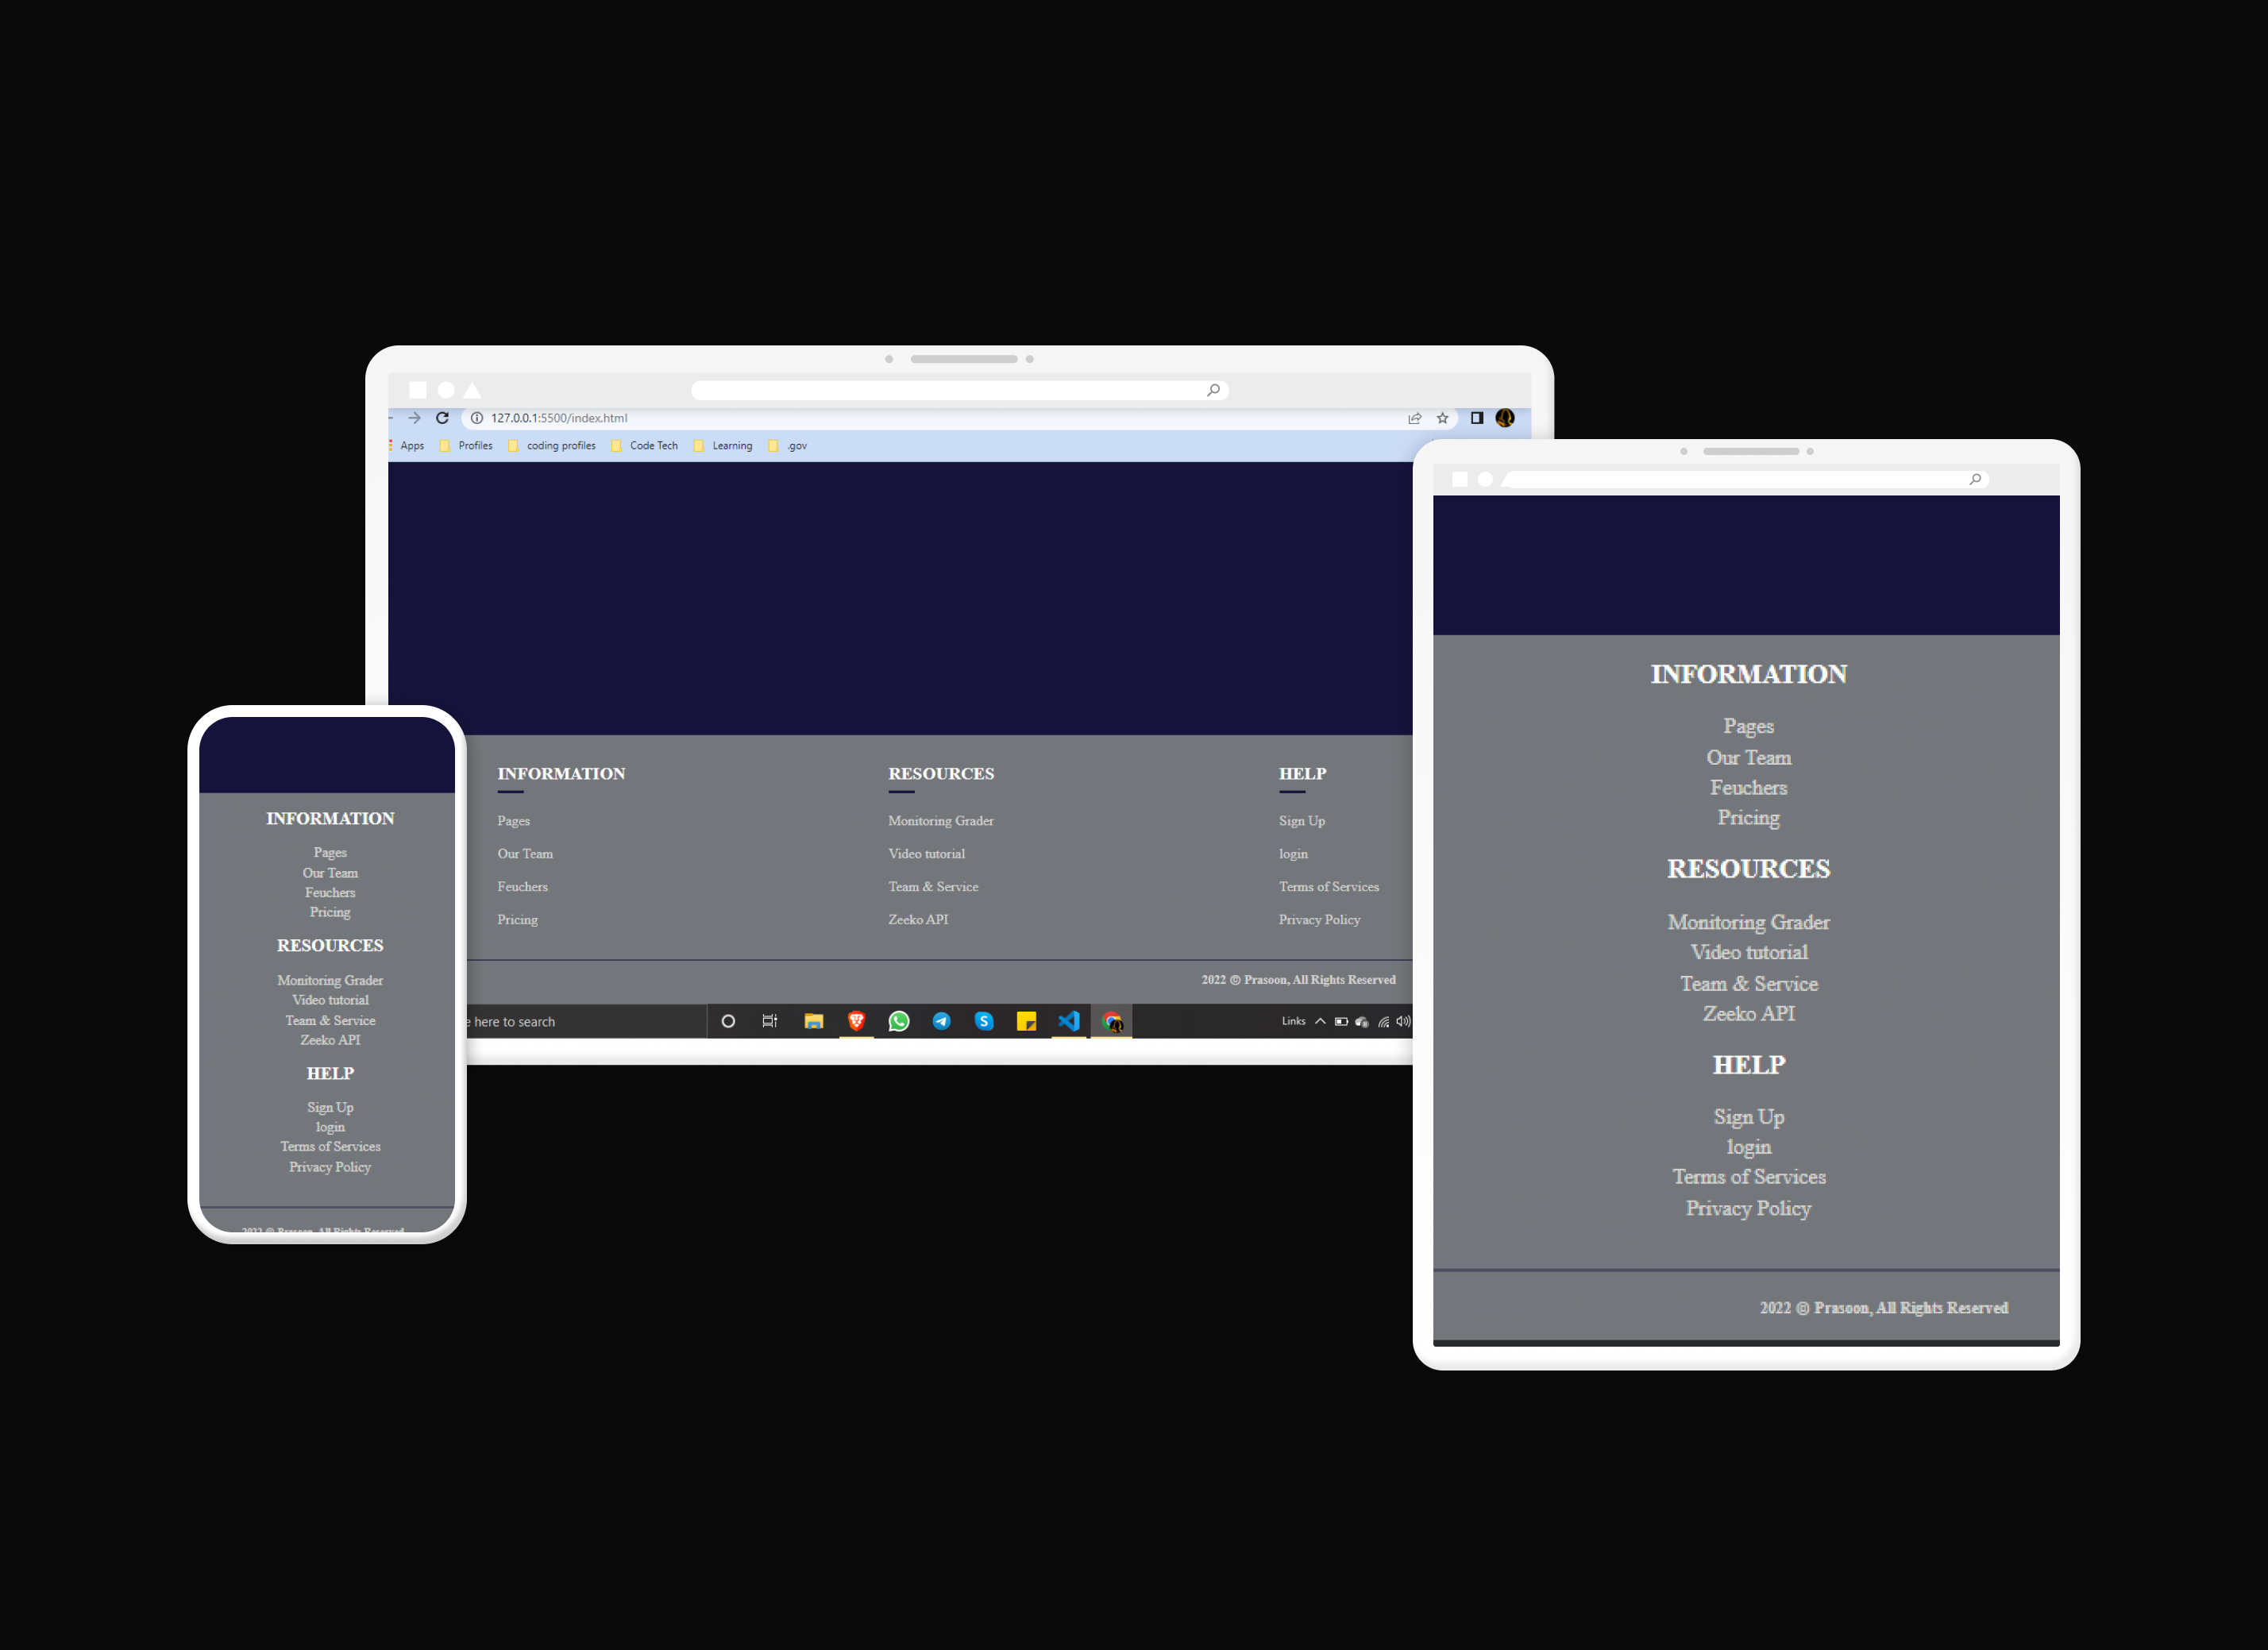 127.0.0.1:5500/index.html
Apps Profiles coding profiles Code Tech Learning .gov
INFORMATION
Pages
Our Team
Feuchers
Pricing
RESOURCES
Monitoring Grader
Video tutorial
Team & Service
Zeeko API
HELP
Sign Up
login
Terms of Services
Privacy Policy
2022 © Prasoon, All Rights Reserved
e here to search
Links
INFORMATION
Pages
Our Team
Feuchers
Pricing
RESOURCES
Monitoring Grader
Video tutorial
Team & Service
Zeeko API
HELP
Sign Up
login
Terms of Services
Privacy Policy
2022 © Prasoon, All Rights Reserved
INFORMATION
Pages
Our Team
Feuchers
Pricing
RESOURCES
Monitoring Grader
Video tutorial
Team & Service
Zeeko API
HELP
Sign Up
login
Terms of Services
Privacy Policy
2022 © Prasoon, All Rights Reserved